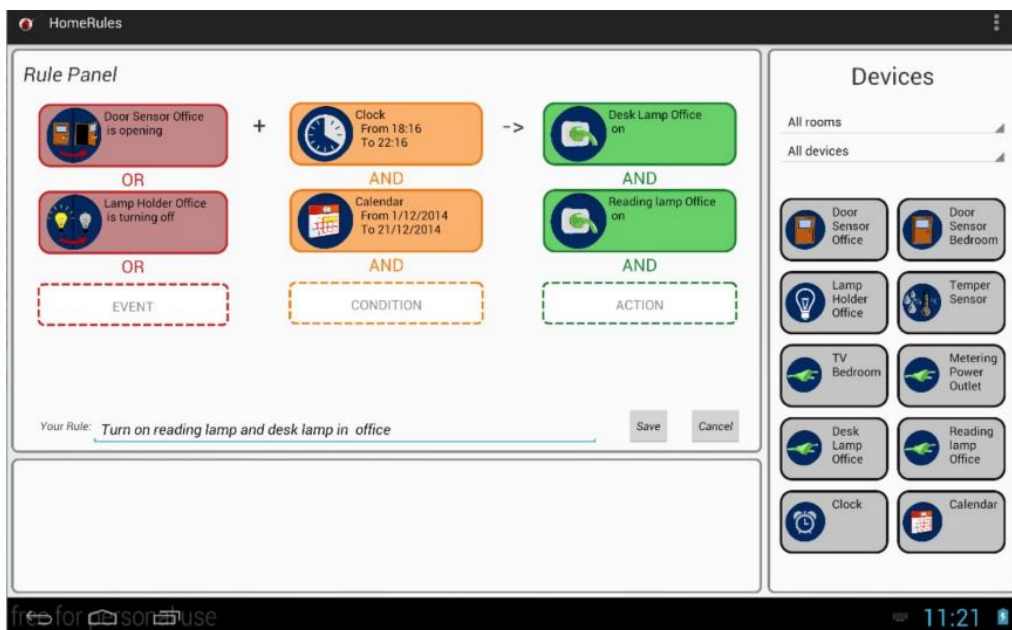 HomeRules
Rule Panel
Door Sensor Office
is opening
OR
Lamp Holder Office
is turning off
OR
EVENT
+
Clock
From 18:16
To 22:16
AND
Calendar
From 1/12/2014
To 21/12/2014
AND
CONDITION
->
Desk Lamp Office
on
AND
Reading lamp Office
on
AND
ACTION
Your Rule: Turn on reading lamp and desk lamp in office
Save
Cancel
Devices
All rooms
All devices
Door
Sensor
Office
Door
Sensor
Bedroom
Lamp
Holder
Office
Temper
Sensor
TV
Bedroom
Metering
Power
Outlet
Desk
Lamp
Office
Reading
lamp
Office
Clock
Calendar
free for personal use
11:21